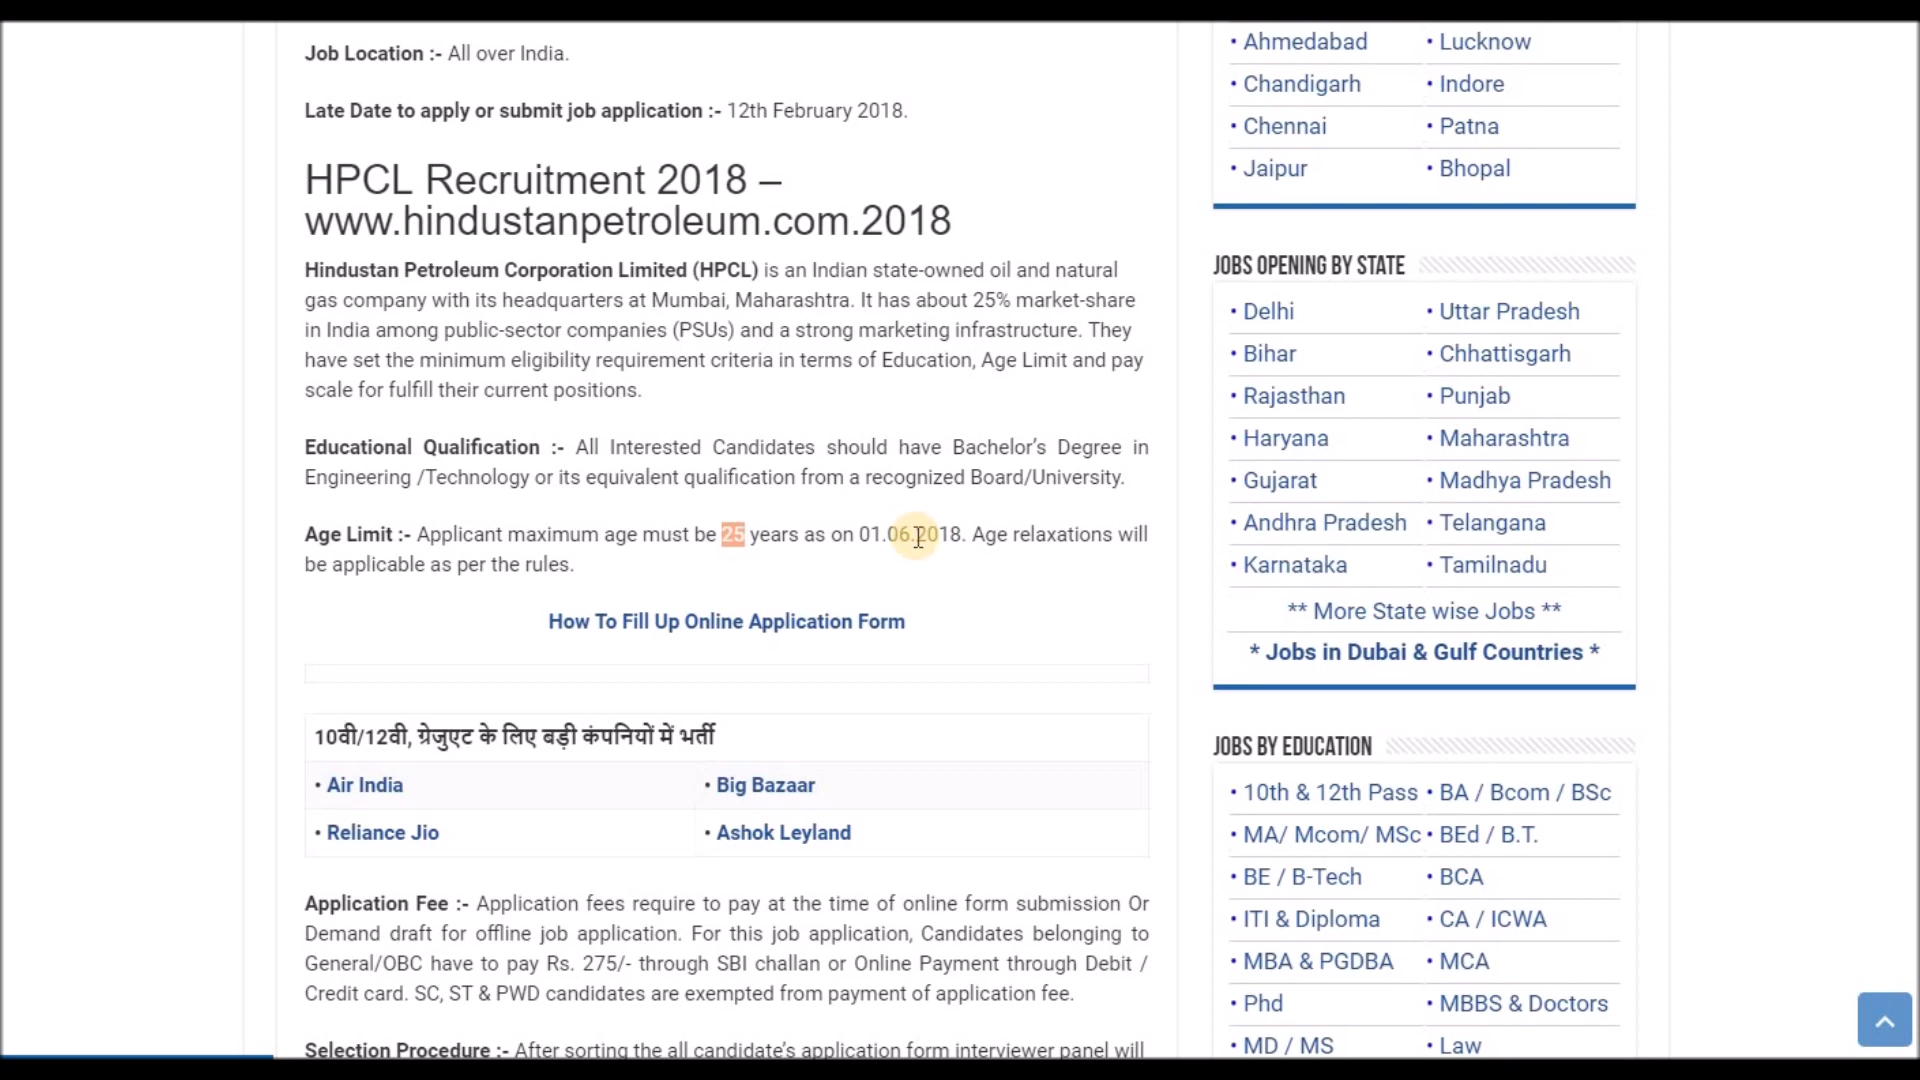 Job Location :- All over India.
Late Date to apply or submit job application :- 12th February 2018.
HPCL Recruitment 2018 –
www.hindustanpetroleum.com.2018
Hindustan Petroleum Corporation Limited (HPCL) is an Indian state-owned oil and natural
gas company with its headquarters at Mumbai, Maharashtra. It has about 25% market-share
in India among public-sector companies (PSUs) and a strong marketing infrastructure. They
have set the minimum eligibility requirement criteria in terms of Education, Age Limit and pay
scale for fulfill their current positions.
Educational Qualification :- All Interested Candidates should have Bachelor's Degree in
Engineering /Technology or its equivalent qualification from a recognized Board/University.
Age Limit :- Applicant maximum age must be 25 years as on 01.06.2018. Age relaxations will
be applicable as per the rules.
How To Fill Up Online Application Form
10वी/12वी, ग्रेजुएट के लिए बड़ी कंपनियों में भर्ती
• Air India • Big Bazaar
• Reliance Jio • Ashok Leyland
Application Fee :- Application fees require to pay at the time of online form submission Or
Demand draft for offline job application. For this job application, Candidates belonging to
General/OBC have to pay Rs. 275/- through SBI challan or Online Payment through Debit /
Credit card. SC, ST & PWD candidates are exempted from payment of application fee.
Selection Procedure :- After sorting the all candidate's application form interviewer panel will
• Ahmedabad • Lucknow
• Chandigarh • Indore
• Chennai • Patna
• Jaipur • Bhopal
JOBS OPENING BY STATE
• Delhi • Uttar Pradesh
• Bihar • Chhattisgarh
• Rajasthan • Punjab
• Haryana • Maharashtra
• Gujarat • Madhya Pradesh
• Andhra Pradesh • Telangana
• Karnataka • Tamilnadu
** More State wise Jobs **
* Jobs in Dubai & Gulf Countries *
JOBS BY EDUCATION
• 10th & 12th Pass • BA / Bcom / BSc
• MA/ Mcom/ MSc • BEd / B.T.
• BE / B-Tech • BCA
• ITI & Diploma • CA / ICWA
• MBA & PGDBA • MCA
• Phd • MBBS & Doctors
• MD / MS • Law